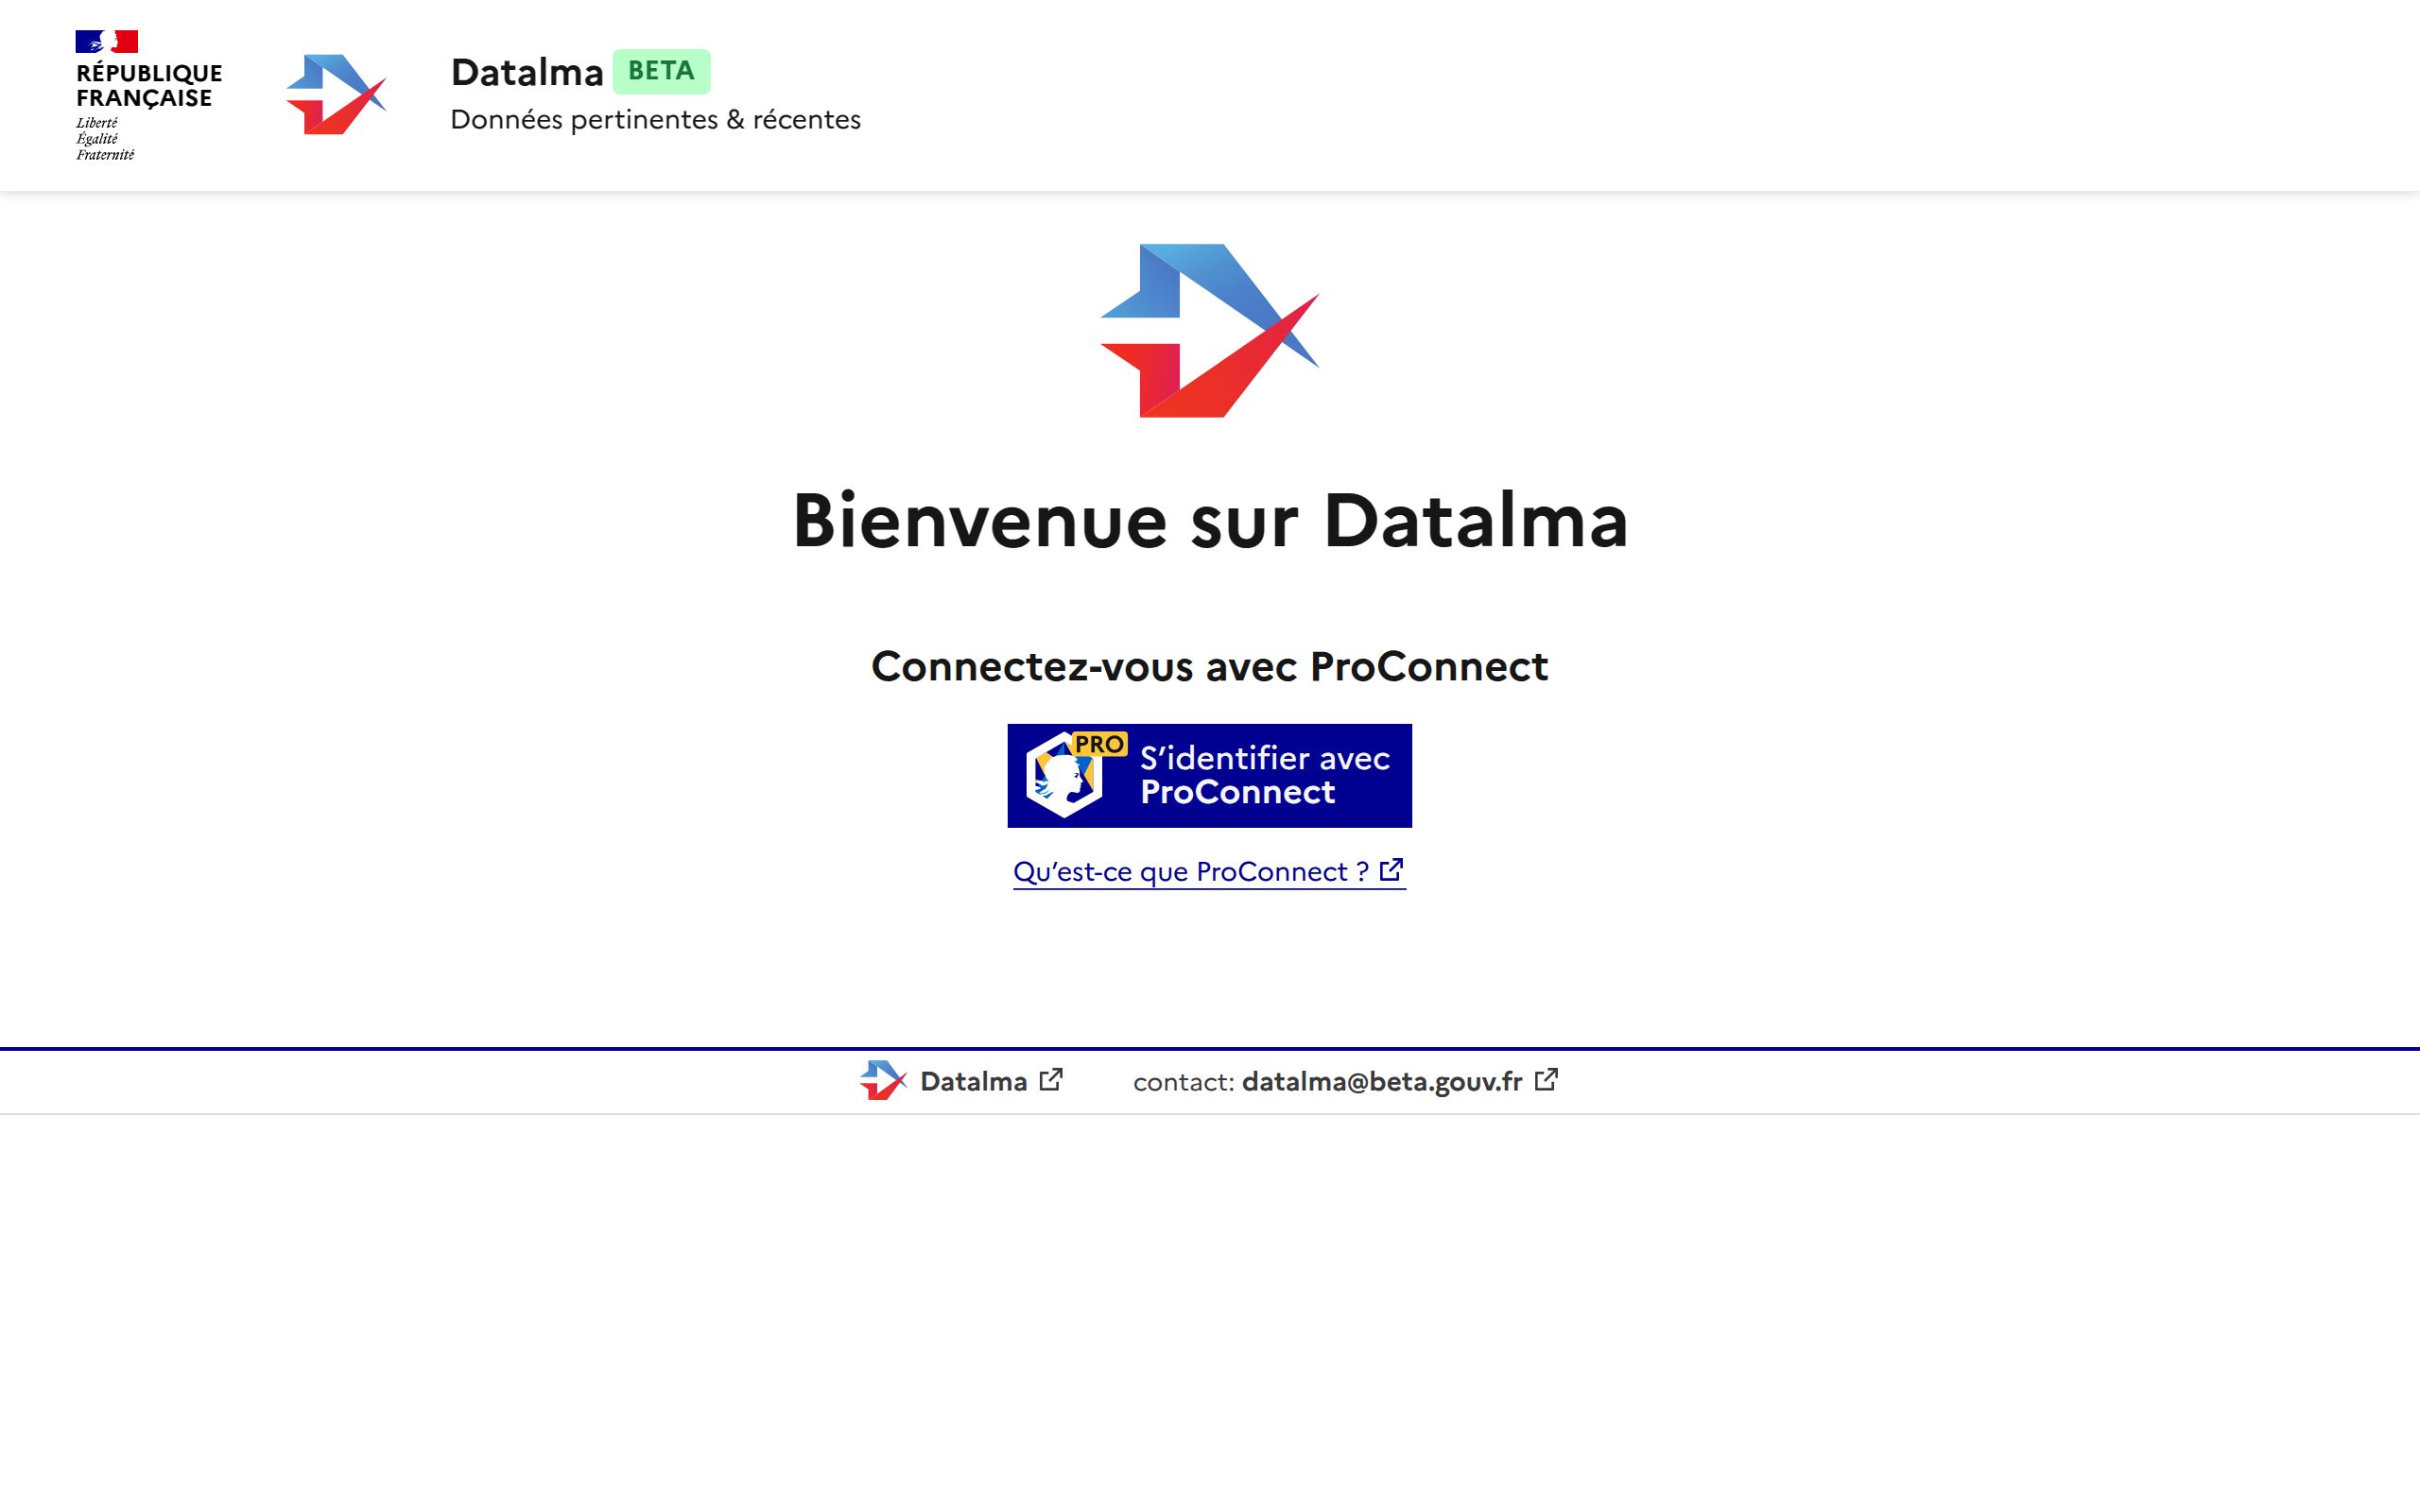 RÉPUBLIQUE
FRANÇAISE
Liberté
Égalité
Fraternité
Datalma BETA
Données pertinentes & récentes
Bienvenue sur Datalma
Connectez-vous avec ProConnect
PRO
S’identifier avec
ProConnect
Qu’est-ce que ProConnect ?
Datalma
contact: datalma@beta.gouv.fr